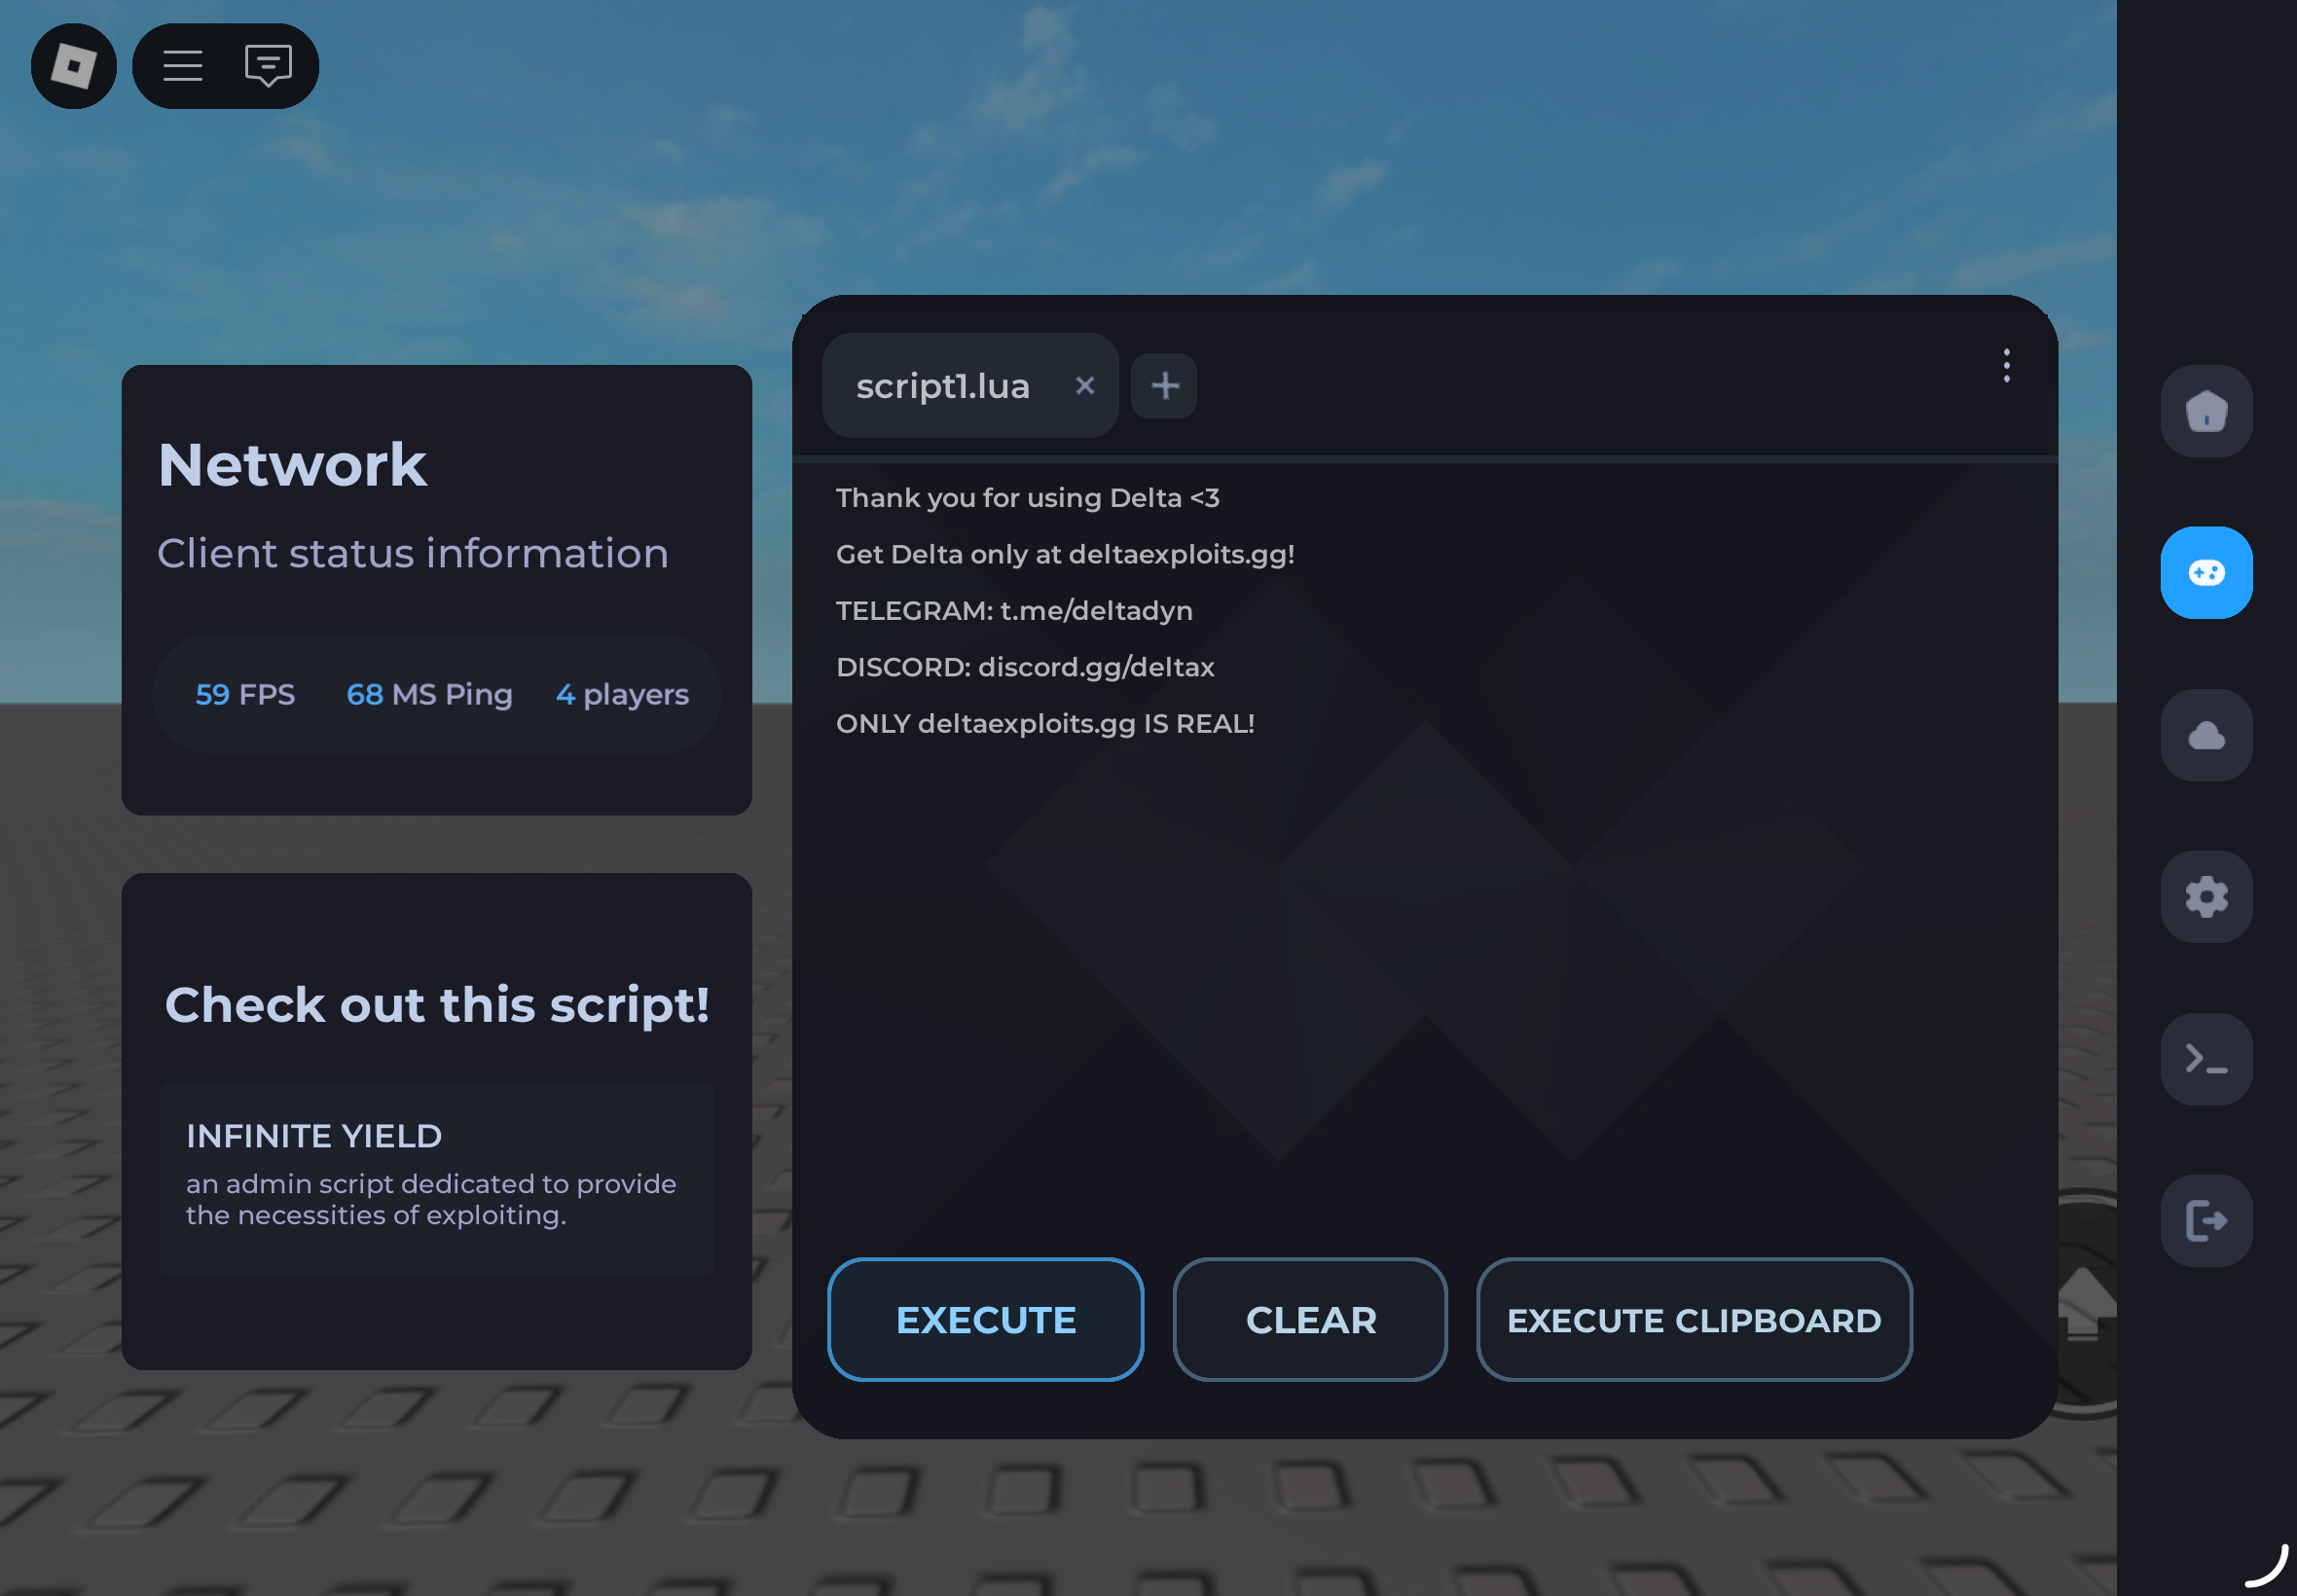 Network
Client status information
59 FPS 68 MS Ping 4 players
Check out this script!
INFINITE YIELD
an admin script dedicated to provide
the necessities of exploiting.
script1.lua
Thank you for using Delta <3
Get Delta only at deltaexploits.gg!
TELEGRAM: t.me/deltadyn
DISCORD: discord.gg/deltax
ONLY deltaexploits.gg IS REAL!
EXECUTE
CLEAR
EXECUTE CLIPBOARD